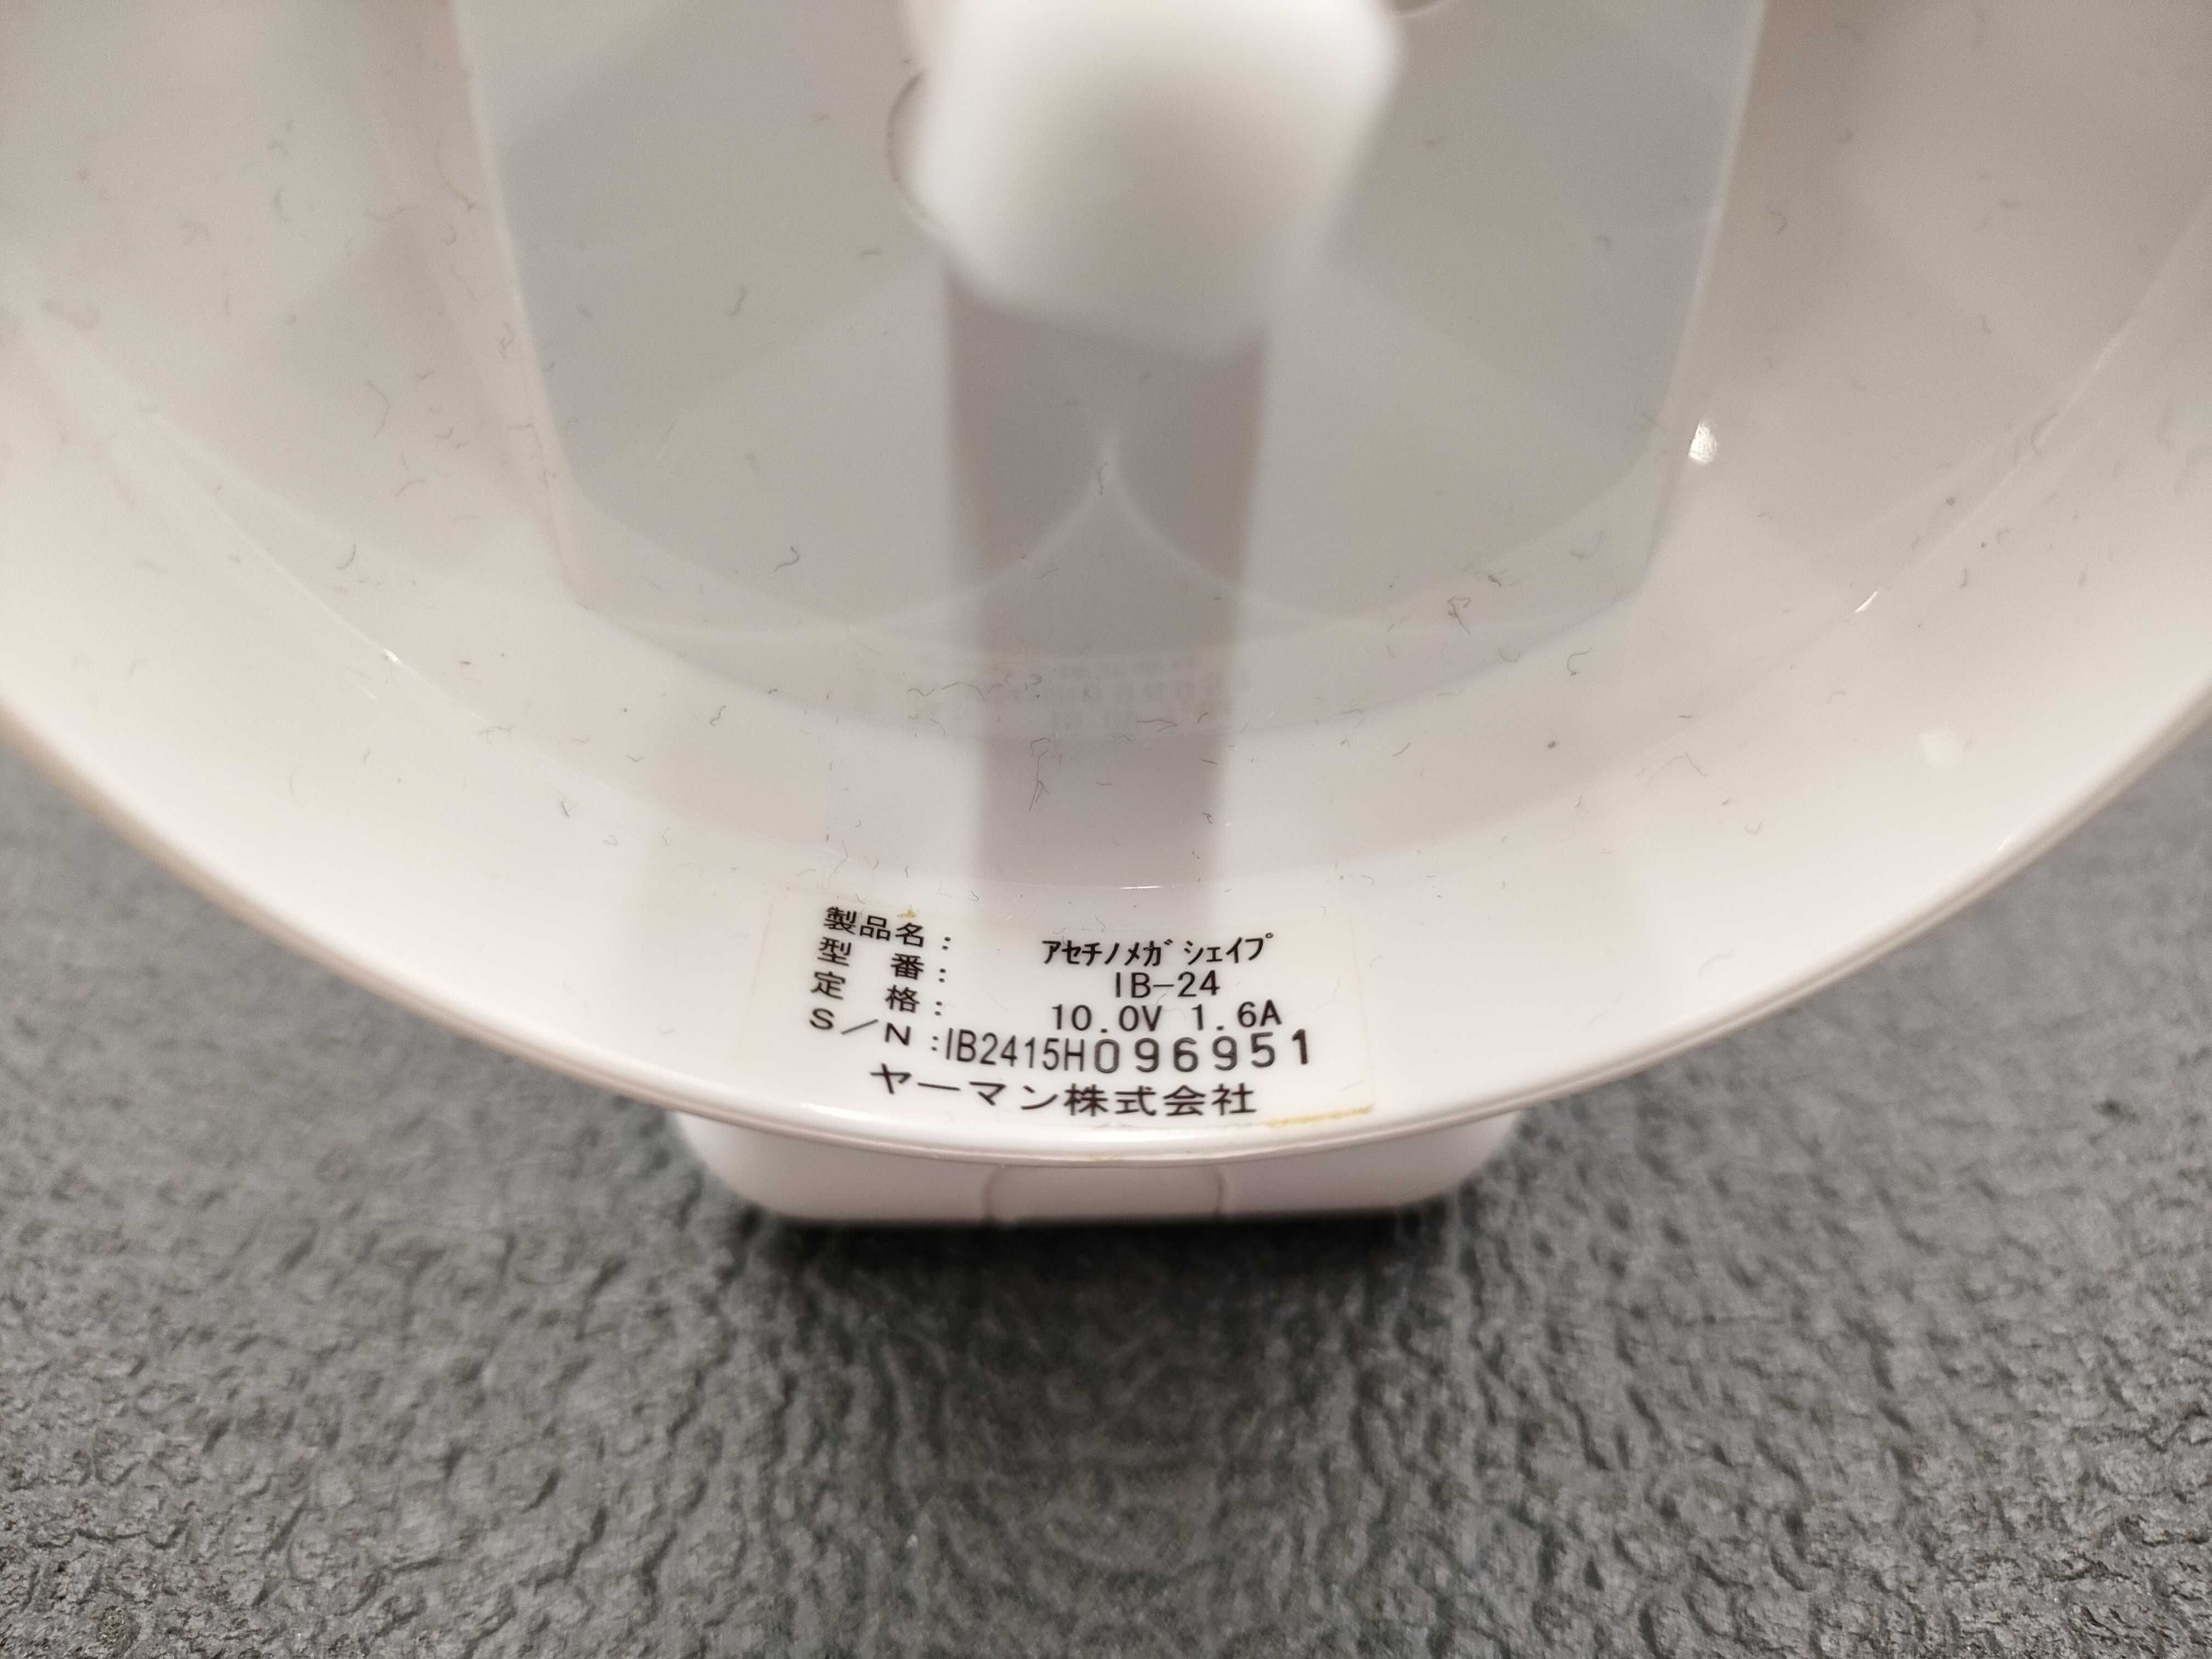 製品名： ｱｾﾁﾉﾒｶﾞｼｪｲﾌﾟ
型　番： IB−24
定　格： 10.0V 1.6A
S／N：IB2415H096951
ヤーマン株式会社